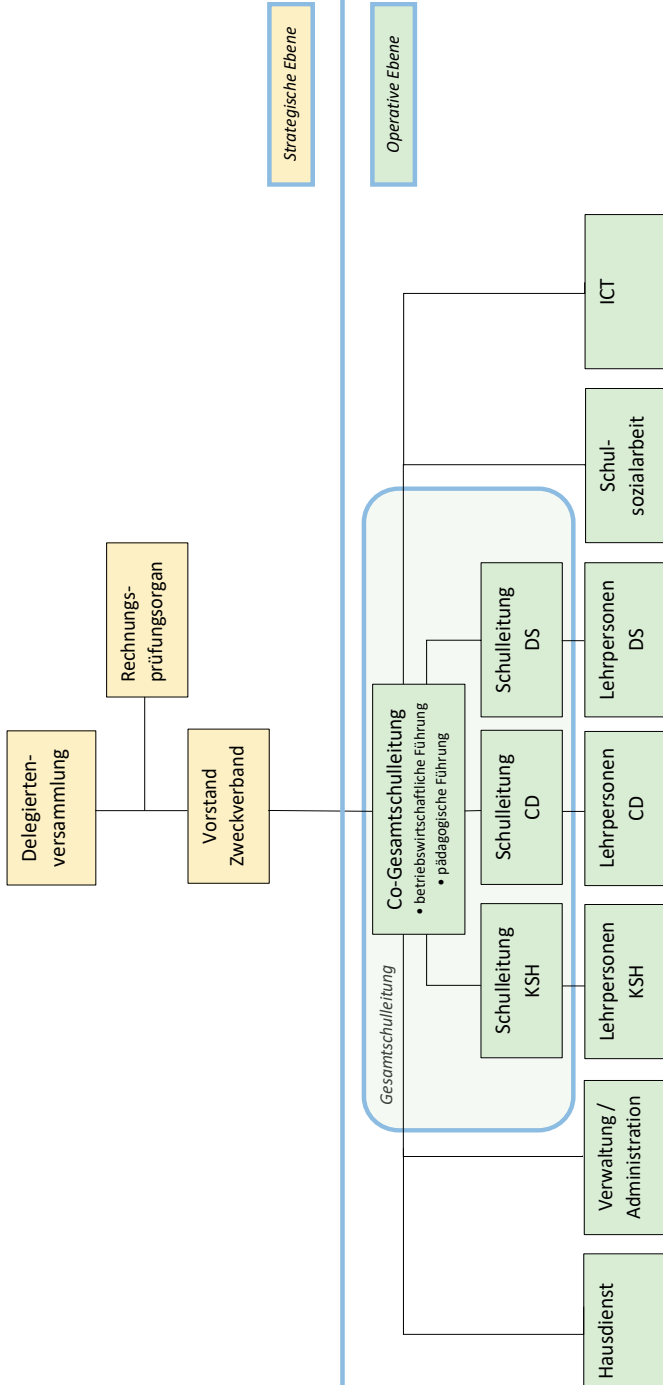 Delegierten-
versammlung
Rechnungs-
prüfungsorgan
Vorstand
Zweckverband
Strategische Ebene
Operative Ebene
Gesamtschulleitung
Co-Gesamtschulleitung
• betriebswirtschaftliche Führung
• pädagogische Führung
Schulleitung
KSH
Schulleitung
CD
Schulleitung
DS
Hausdienst
Verwaltung /
Administration
Lehrpersonen
KSH
Lehrpersonen
CD
Lehrpersonen
DS
Schul-
sozialarbeit
ICT